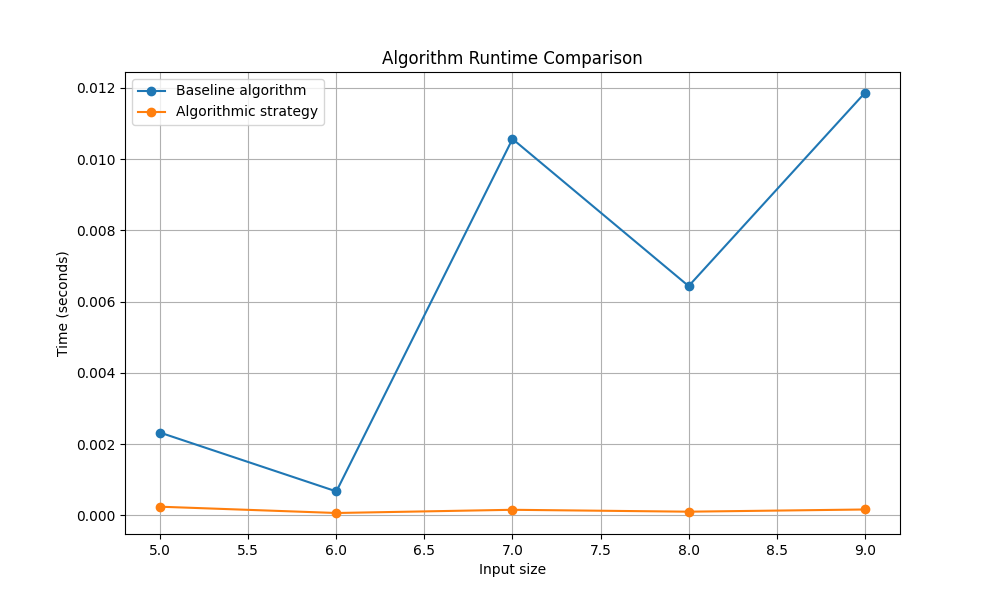 Algorithm Runtime Comparison
Baseline algorithm
Algorithmic strategy
Time (seconds)
0.012
0.010
0.008
0.006
0.004
0.002
0.000
5.0 5.5 6.0 6.5 7.0 7.5 8.0 8.5 9.0
Input size